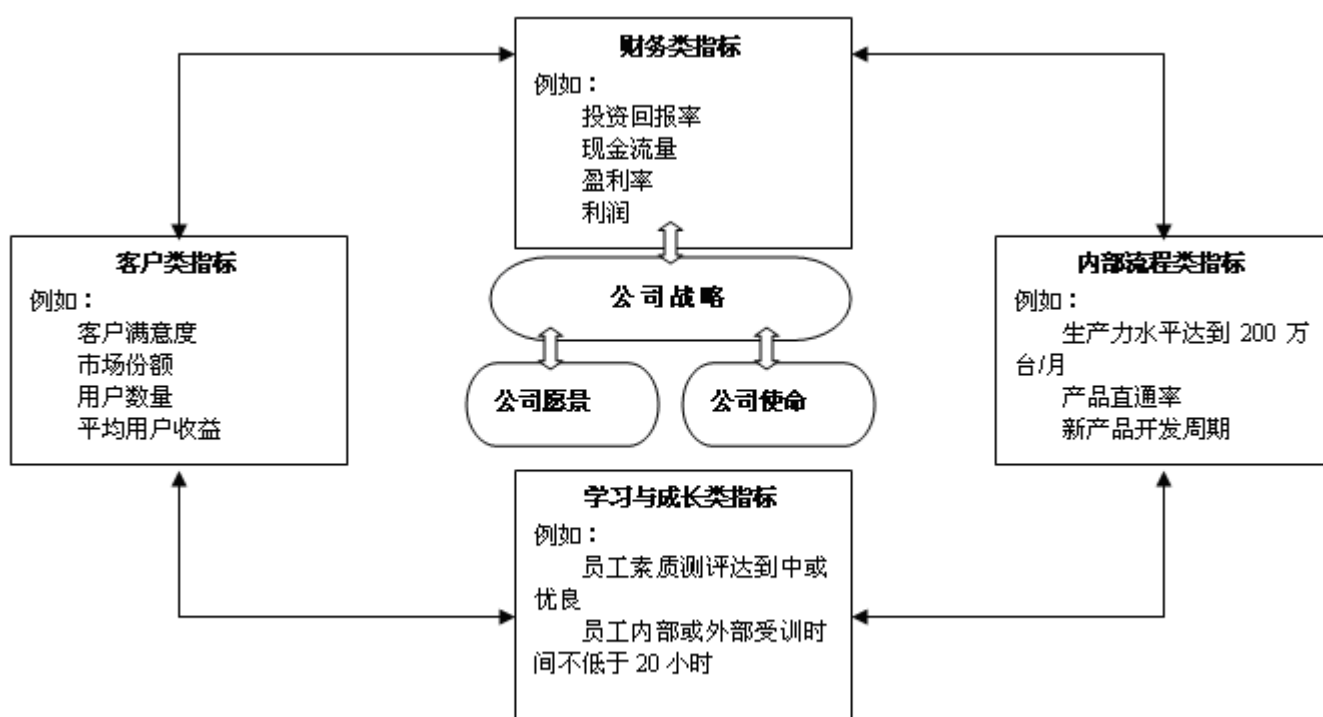 财务类指标
例如：
投资回报率
现金流量
盈利率
利润
客户类指标
例如：
客户满意度
市场份额
用户数量
平均用户收益
公司战略
公司愿景
公司使命
内部流程类指标
例如：
生产力水平达到 200 万
台/月
产品直通率
新产品开发周期
学习与成长类指标
例如：
员工素质测评达到中或
优良
员工内部或外部受训时
间不低于 20 小时